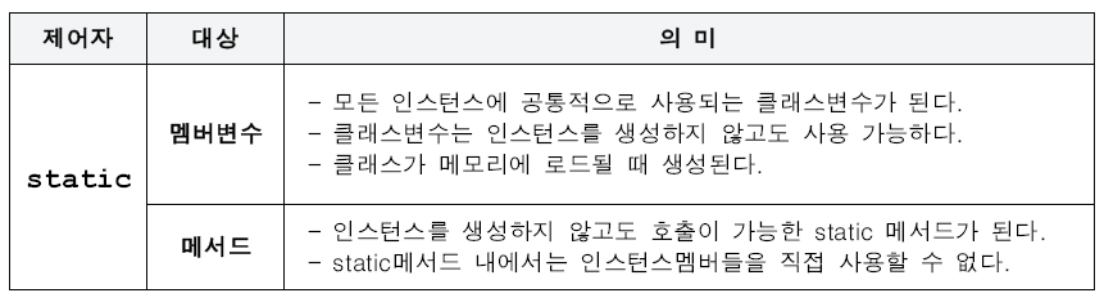 제어자 대상 의 미
static
멤버변수
– 모든 인스턴스에 공통적으로 사용되는 클래스변수가 된다.
– 클래스변수는 인스턴스를 생성하지 않고도 사용 가능하다.
– 클래스가 메모리에 로드될 때 생성된다.
메서드
– 인스턴스를 생성하지 않고도 호출이 가능한 static 메서드가 된다.
– static메서드 내에서는 인스턴스멤버들을 직접 사용할 수 없다.